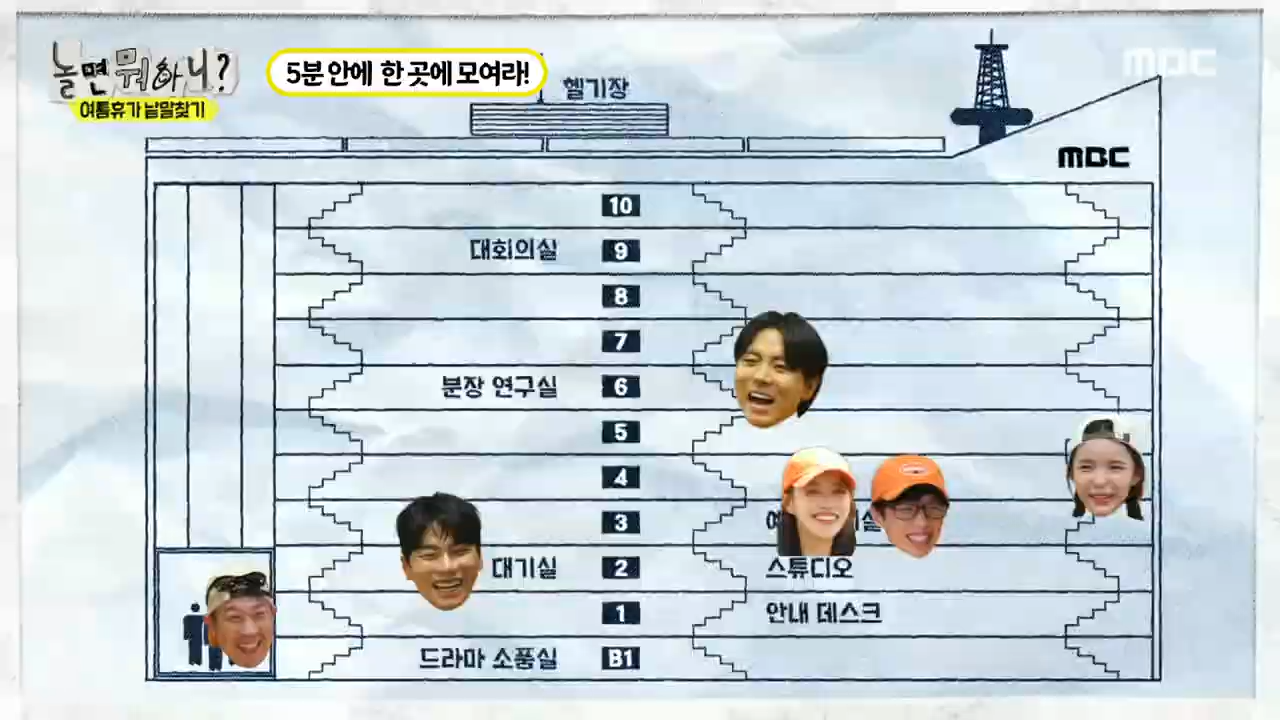 놀면 뭐하니?
여름휴가 낱말찾기
5분 안에 한 곳에 모여라!
헬기장
MBC
MBC
10
대회의실 9
8
7
분장 연구실 6
5
4
3
대기실 2 스튜디오
1 안내 데스크
드라마 소품실 B1